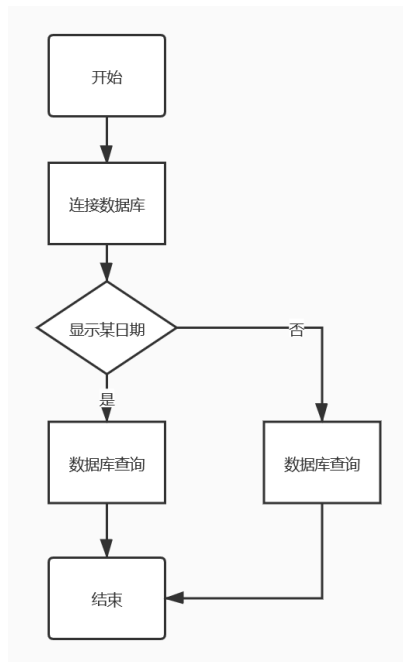 开始
连接数据库
显示某日期
否
是
数据库查询
数据库查询
结束